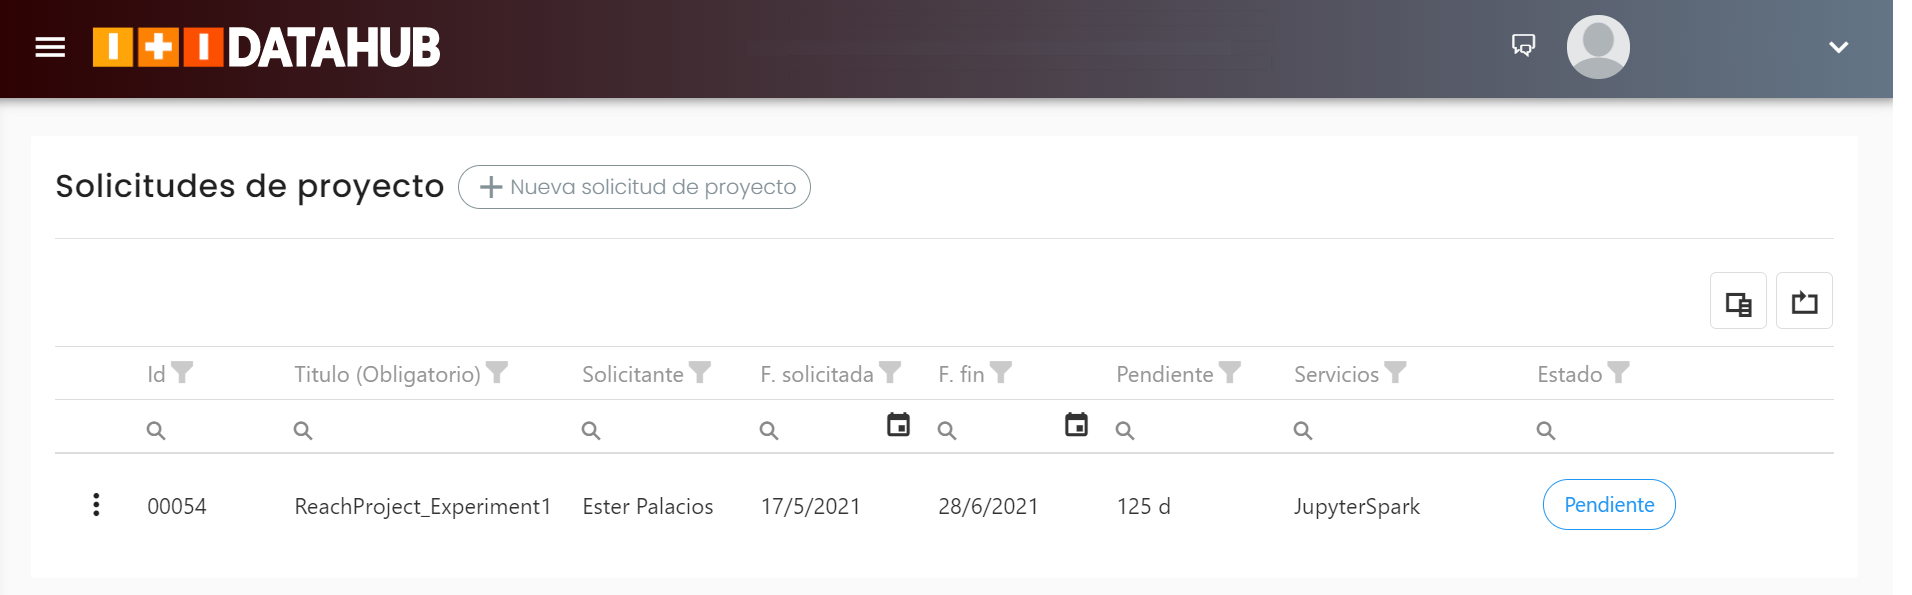 I+I DATAHUB
Solicitudes de proyecto + Nueva solicitud de proyecto
Id Titulo (Obligatorio) Solicitante F. solicitada F. fin Pendiente Servicios Estado
00054 ReachProject_Experiment1 Ester Palacios 17/5/2021 28/6/2021 125 d JupyterSpark Pendiente